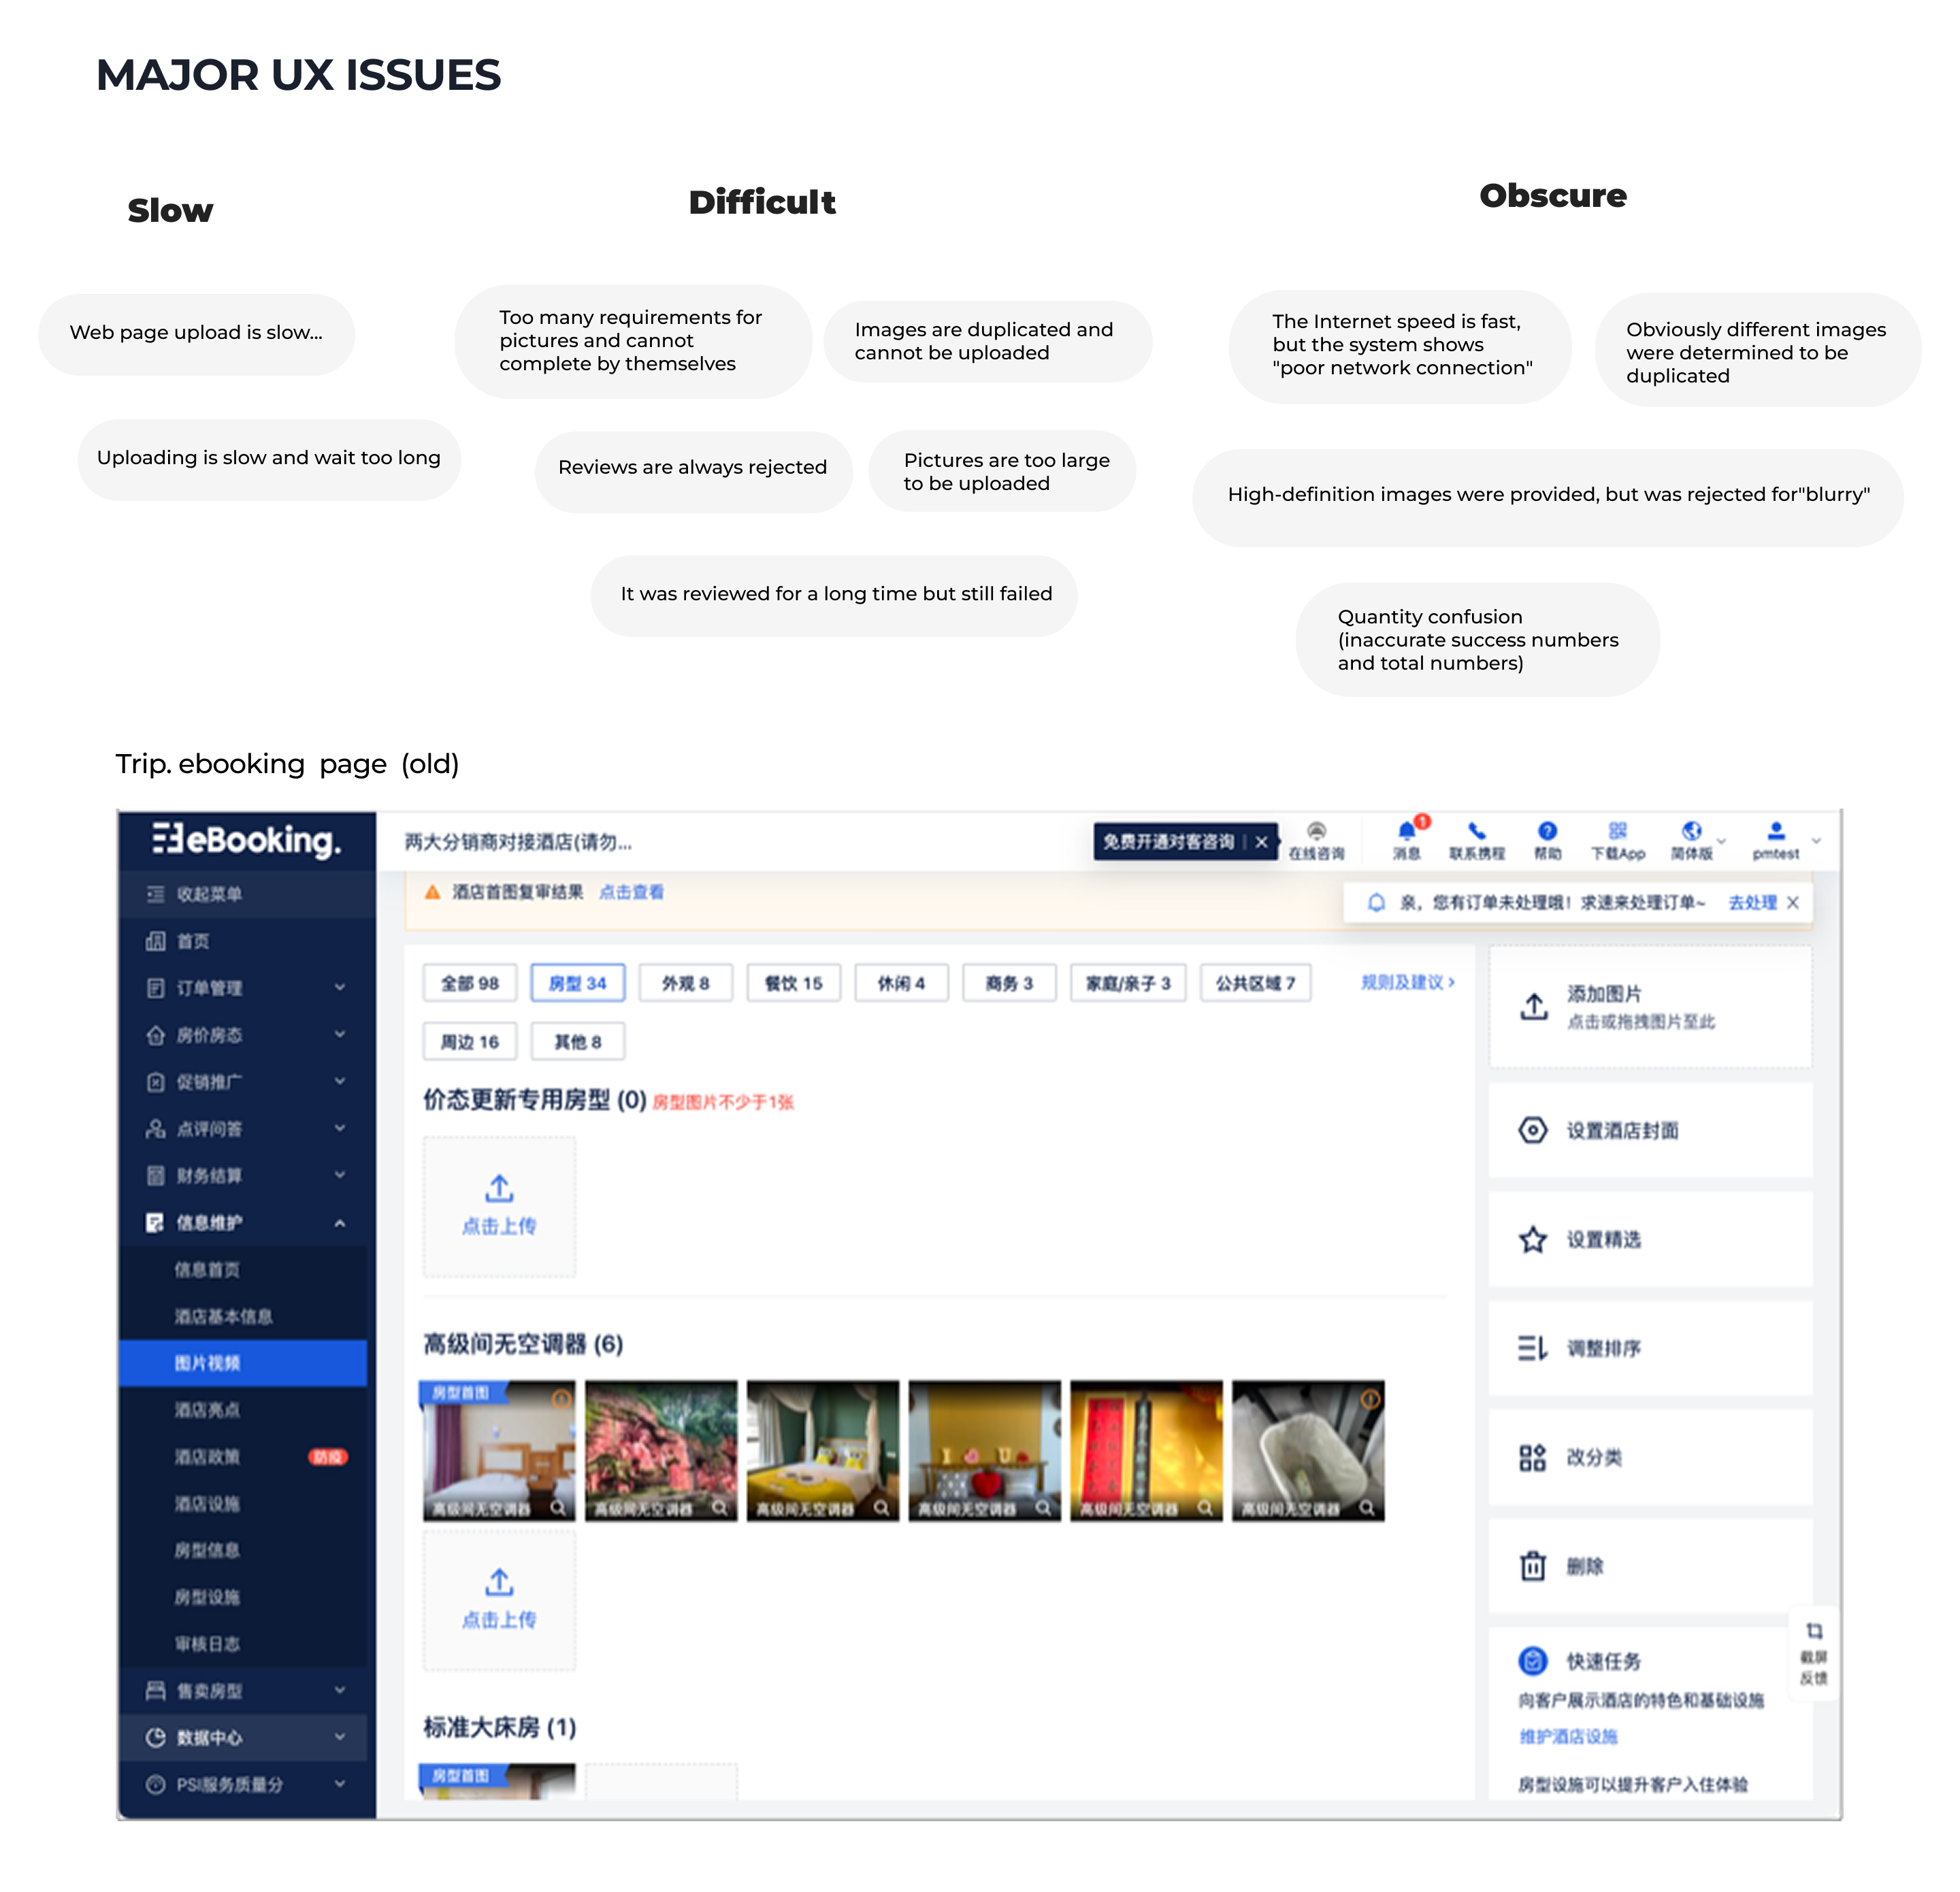 MAJOR UX ISSUES
Slow
Difficult
Obscure
Web page upload is slow...
Uploading is slow and wait too long
Too many requirements for
pictures and cannot
complete by themselves
Images are duplicated and
cannot be uploaded
Reviews are always rejected
Pictures are too large
to be uploaded
It was reviewed for a long time but still failed
The Internet speed is fast,
but the system shows
"poor network connection"
Obviously different images
were determined to be
duplicated
High-definition images were provided, but was rejected for"blurry"
Quantity confusion
(inaccurate success numbers
and total numbers)
Trip. ebooking page (old)
eBooking.
收起菜单
首页
订单管理
房价房态
促销推广
点评问答
财务结算
信息维护
信息首页
酒店基本信息
图片视频
酒店亮点
酒店政策 防疫
酒店设施
房型信息
房型设施
审核日志
售卖房型
数据中心
PSI服务质量分
两大分销商对接酒店(请勿...
免费开通对客咨询
在线咨询
1
消息
联系携程
帮助
下载App
简体版
pmtest
酒店首图复审结果 点击查看
亲，您有订单未处理哦！求速来处理订单~ 去处理
全部 98
房型 34
外观 8
餐饮 15
休闲 4
商务 3
家庭/亲子 3
公共区域 7
规则及建议 >
周边 16
其他 8
价态更新专用房型 (0) 房型图片不少于1张
点击上传
高级间无空调器 (6)
房型首图
高级间无空调器
高级间无空调器
高级间无空调器
高级间无空调器
高级间无空调器
高级间无空调器
I U
点击上传
标准大床房 (1)
房型首图
添加图片
点击或拖拽图片至此
设置酒店封面
设置精选
调整排序
改分类
删除
快速任务
向客户展示酒店的特色和基础设施
维护酒店设施
房型设施可以提升客户入住体验
截屏
反馈